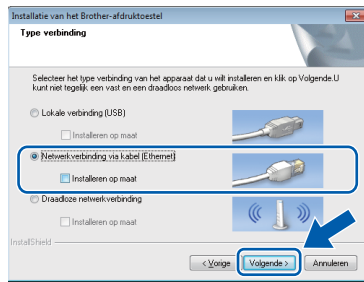 Installatie van het Brother-afdruktoestel
Type verbinding
Selecteer het type verbinding van het apparaat dat u wilt installeren en klik op Volgende.U
kunt niet tegelijk een vast en een draadloos netwerk gebruiken.
Lokale verbinding (USB)
Installeren op maat
Netwerkverbinding via kabel (Ethernet)
Installeren op maat
Draadloze netwerkverbinding
Installeren op maat
InstallShield
< Vorige
Volgende >
Annuleren